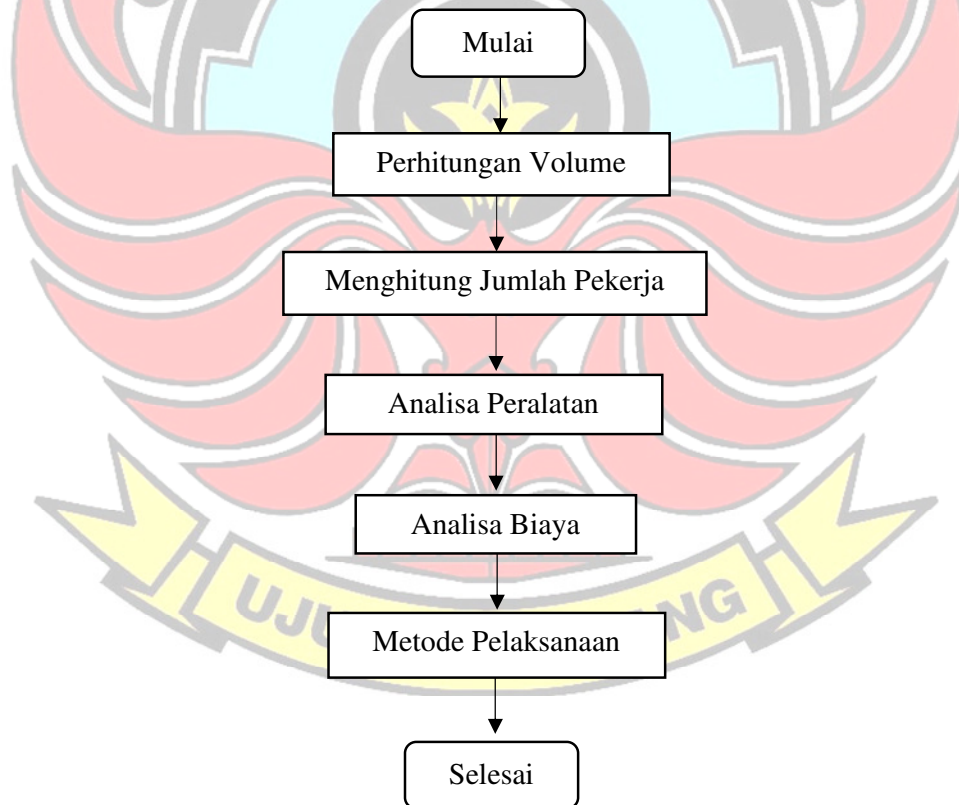 Mulai
Perhitungan Volume
Menghitung Jumlah Pekerja
Analisa Peralatan
Analisa Biaya
Metode Pelaksanaan
Selesai